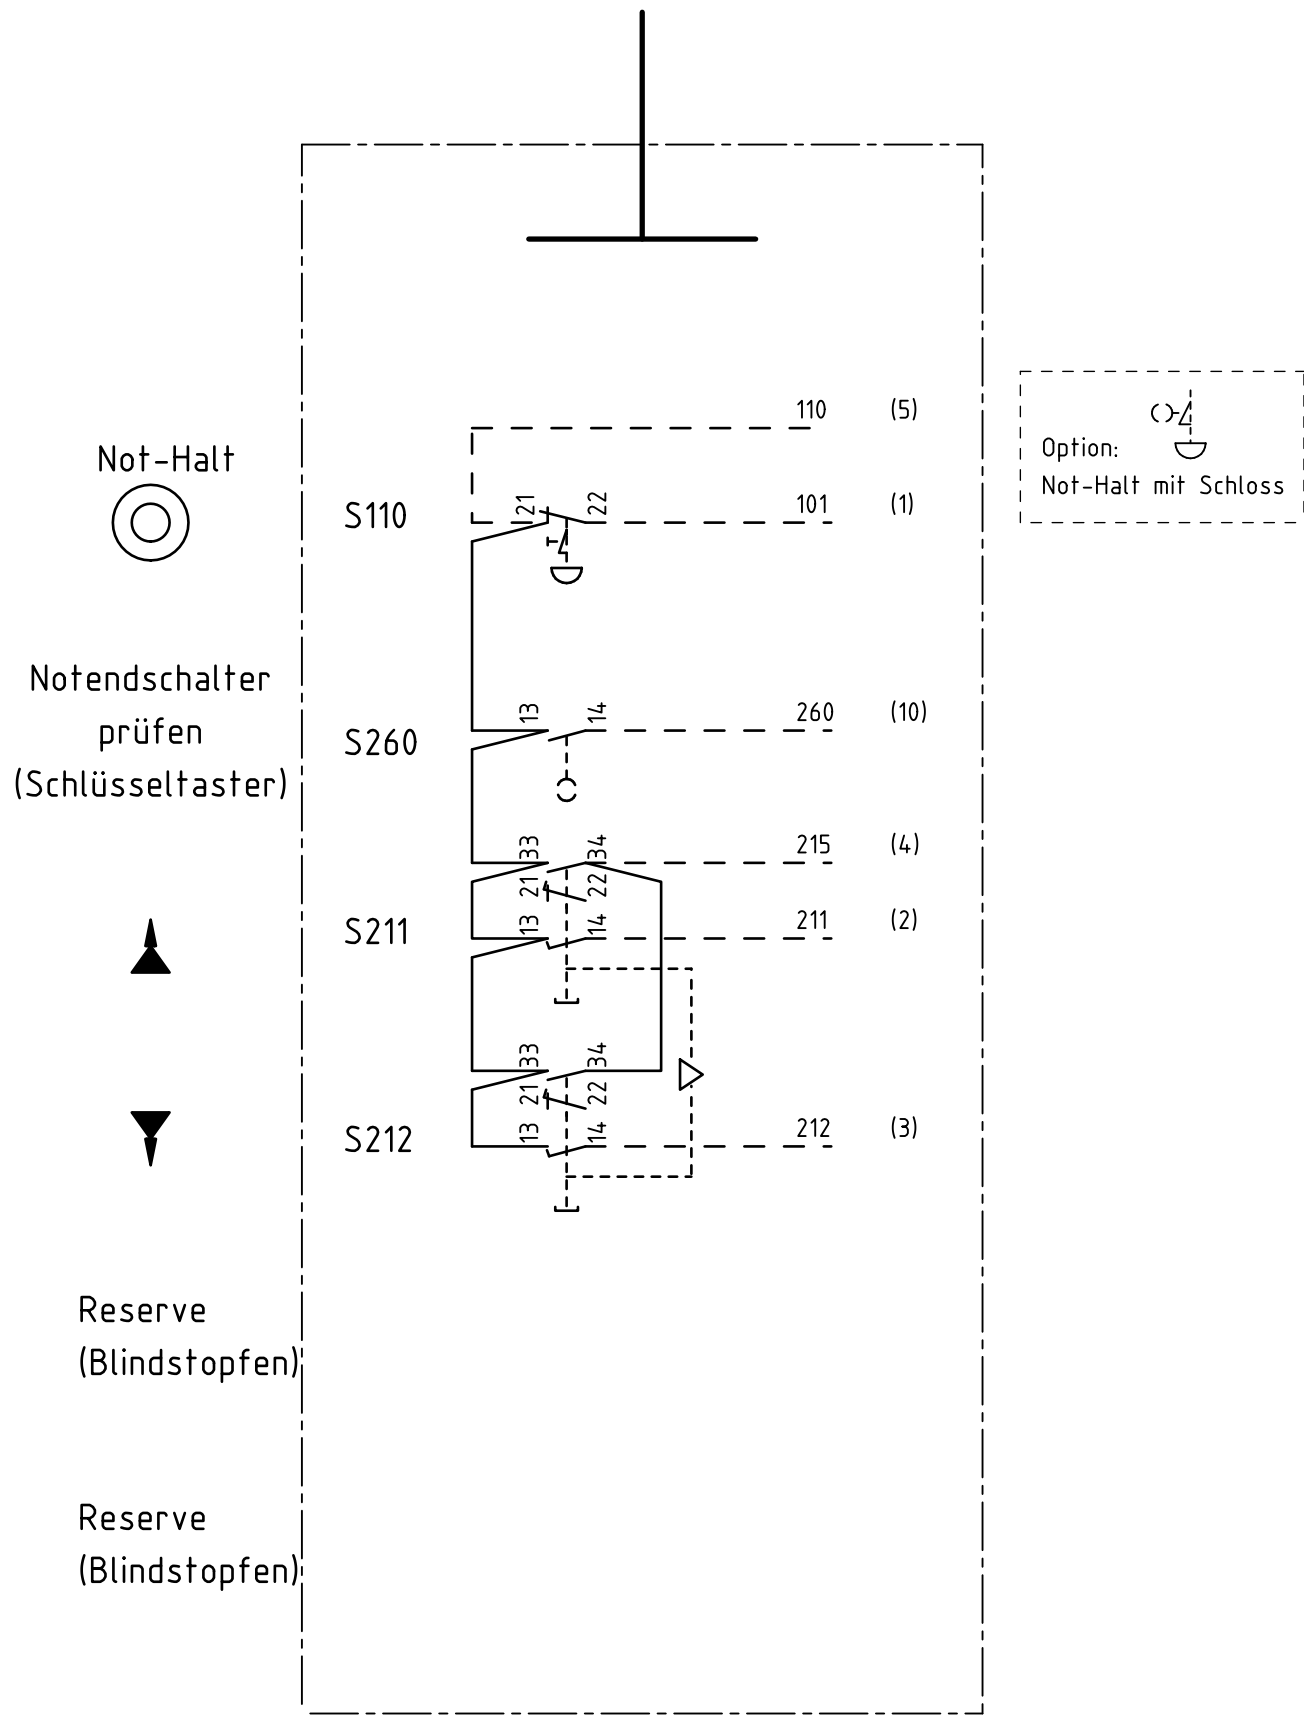 110 (5)
Option:
Not-Halt mit Schloss
Not-Halt
S110
21 22
101 (1)
Notendschalter
prüfen
(Schlüsseltaster)
S260
13 14
260 (10)
33 34
215 (4)
21 22
S211
13 14
211 (2)
33 34
21 22
S212
13 14
212 (3)
Reserve
(Blindstopfen)
Reserve
(Blindstopfen)